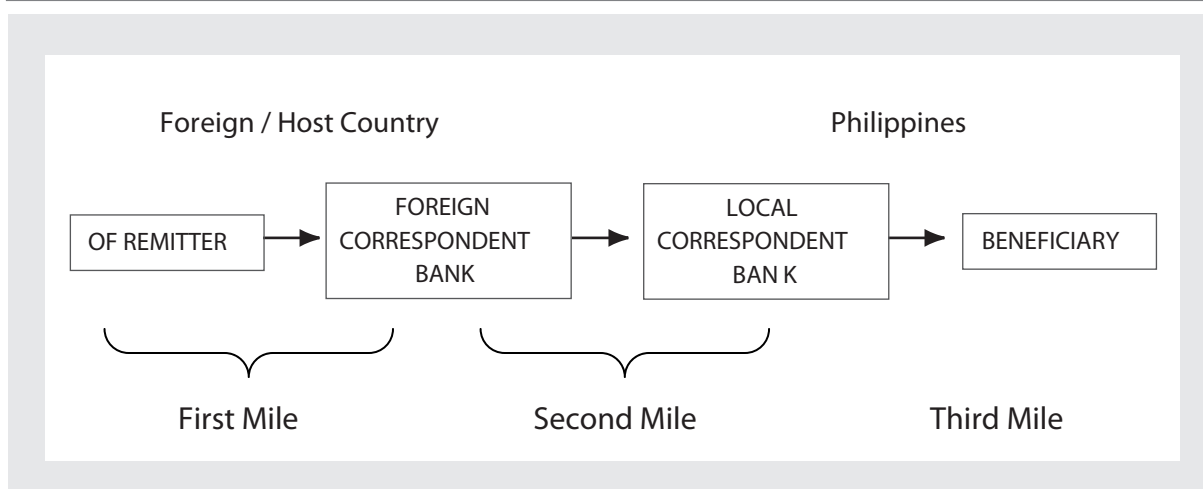 Foreign / Host Country
Philippines
OF REMITTER
FOREIGN
CORRESPONDENT
BANK
LOCAL
CORRESPONDENT
BAN K
BENEFICIARY
First Mile
Second Mile
Third Mile